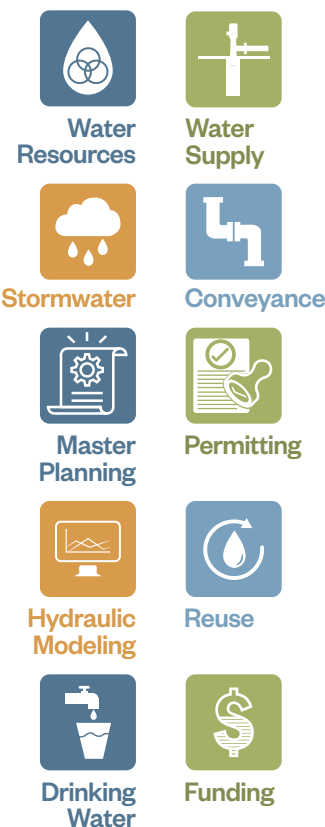 Water
Resources
Water
Supply
Stormwater
Conveyance
Master
Planning
Permitting
Hydraulic
Modeling
Reuse
Drinking
Water
Funding